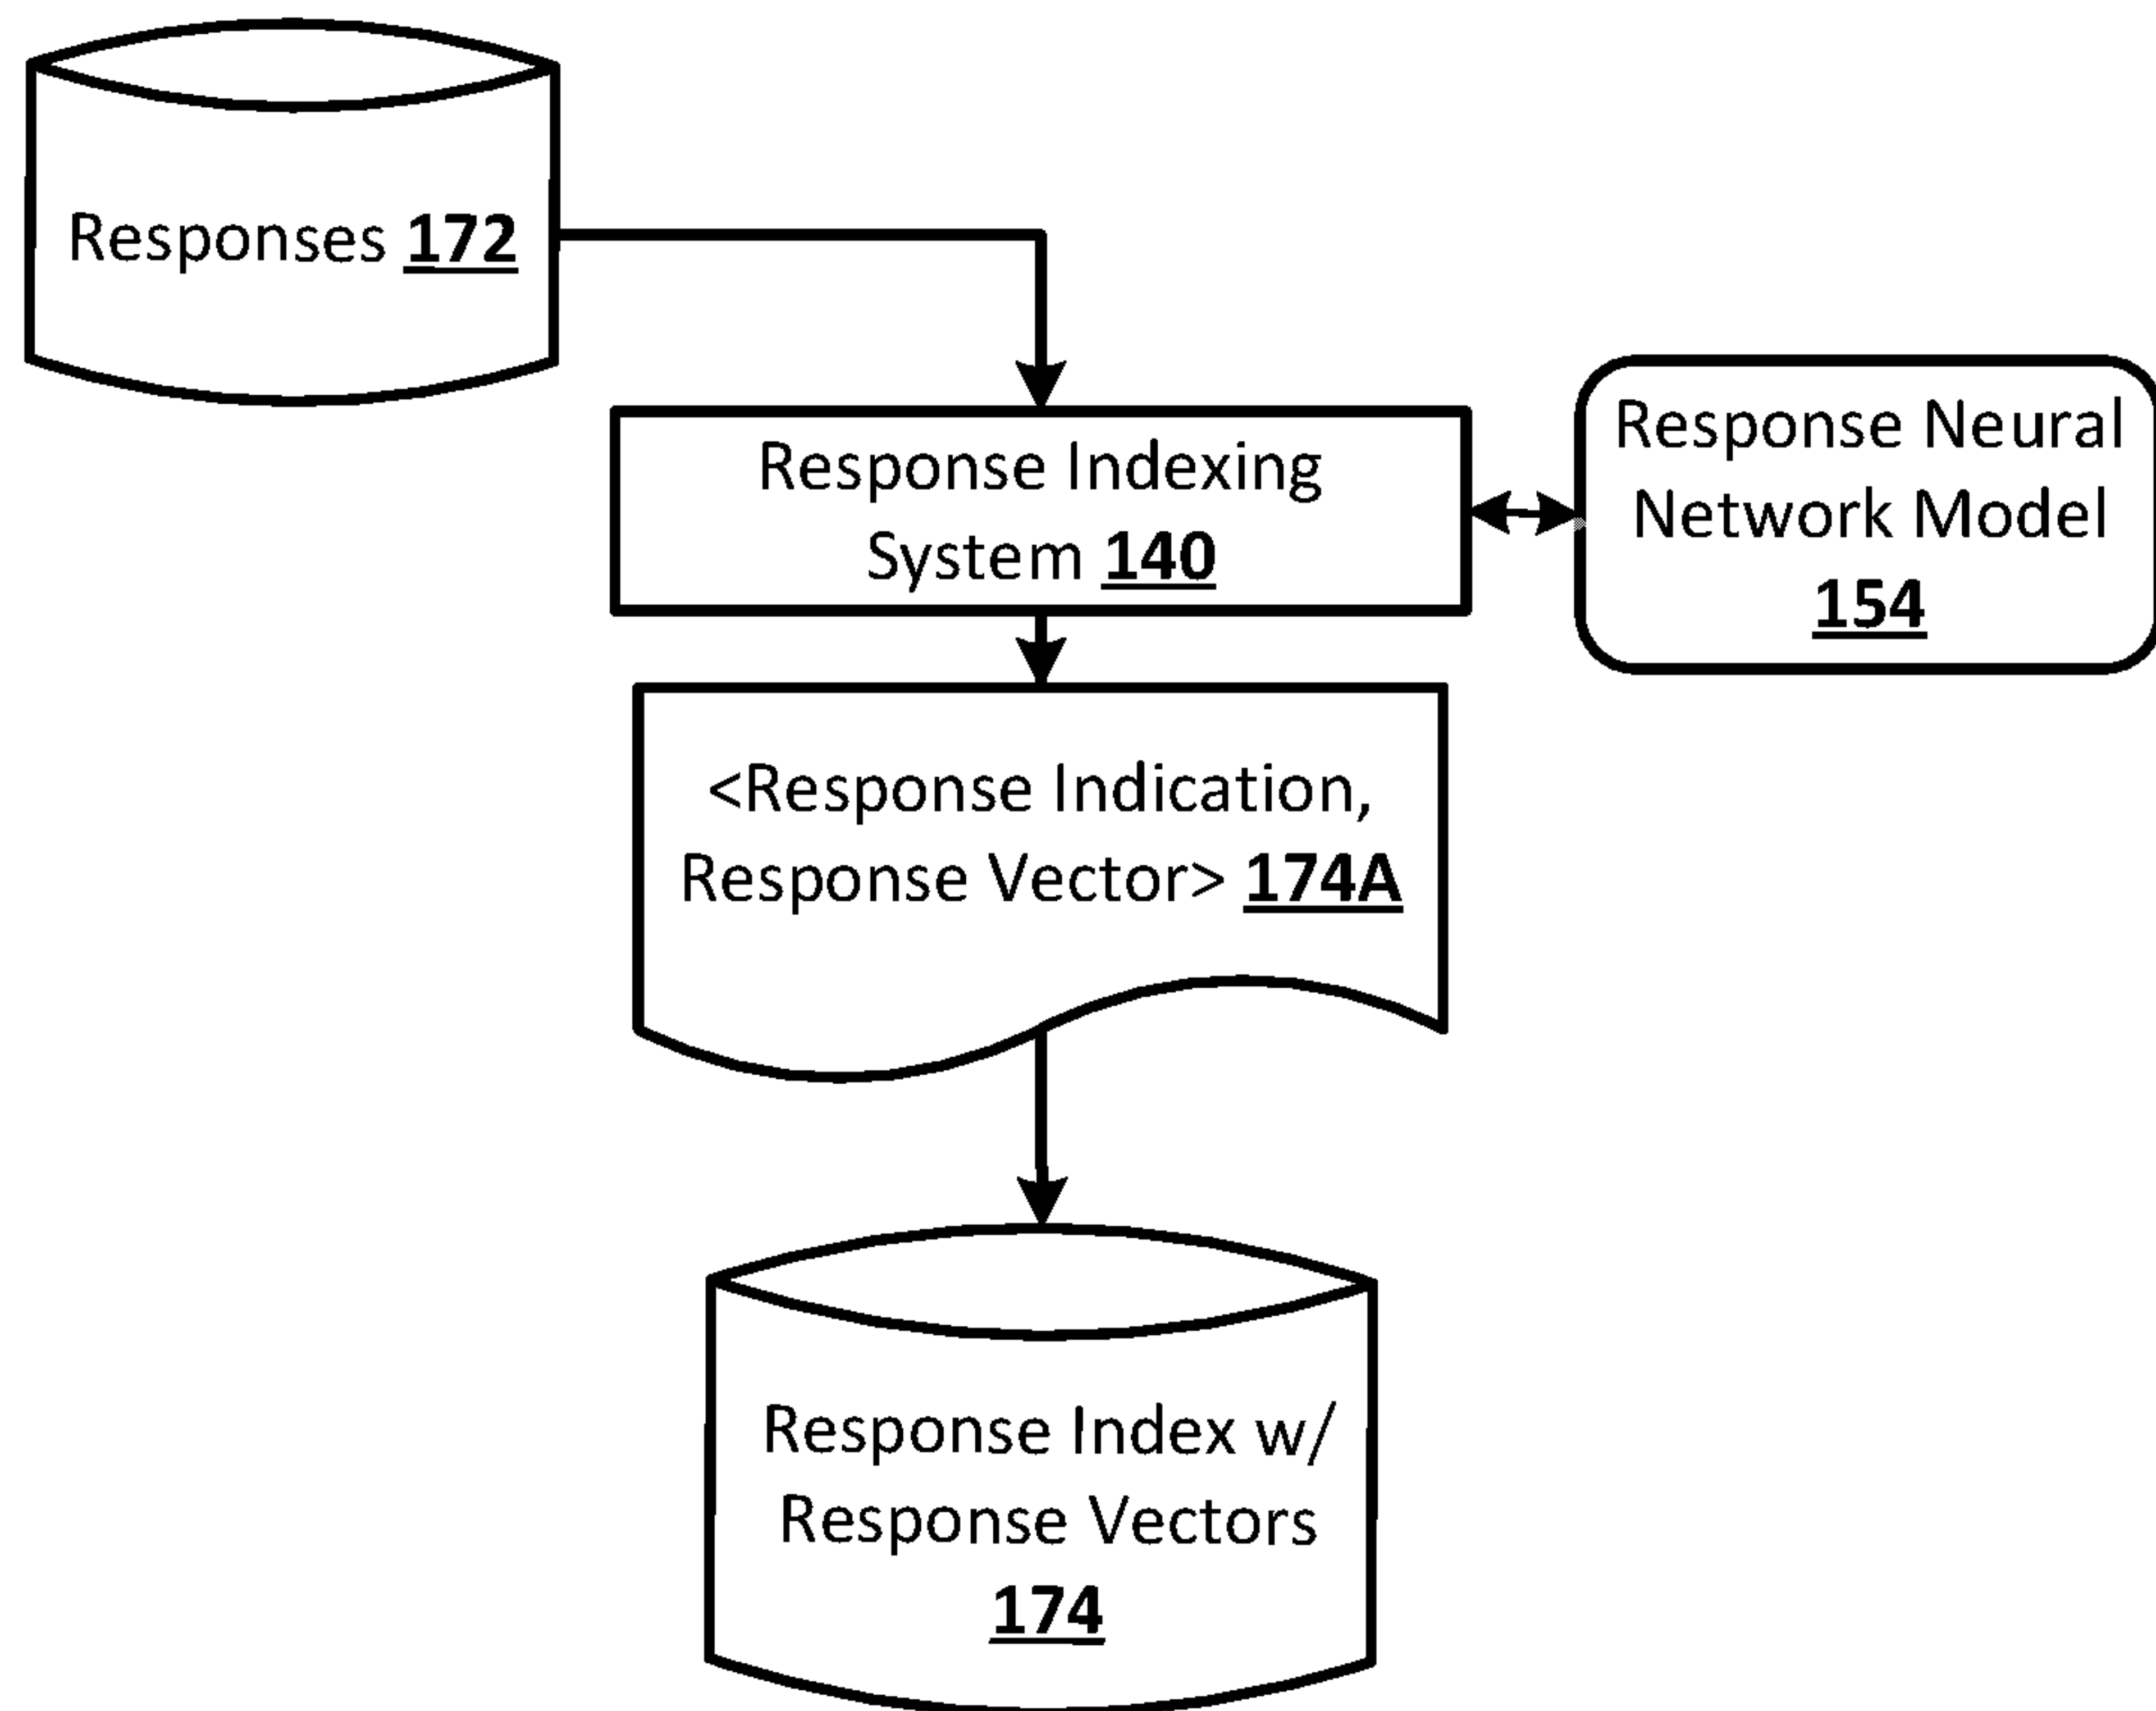 Responses 172
Response Indexing
System 140
Response Neural
Network Model
154
<Response Indication,
Response Vector> 174A
Response Index w/
Response Vectors
174